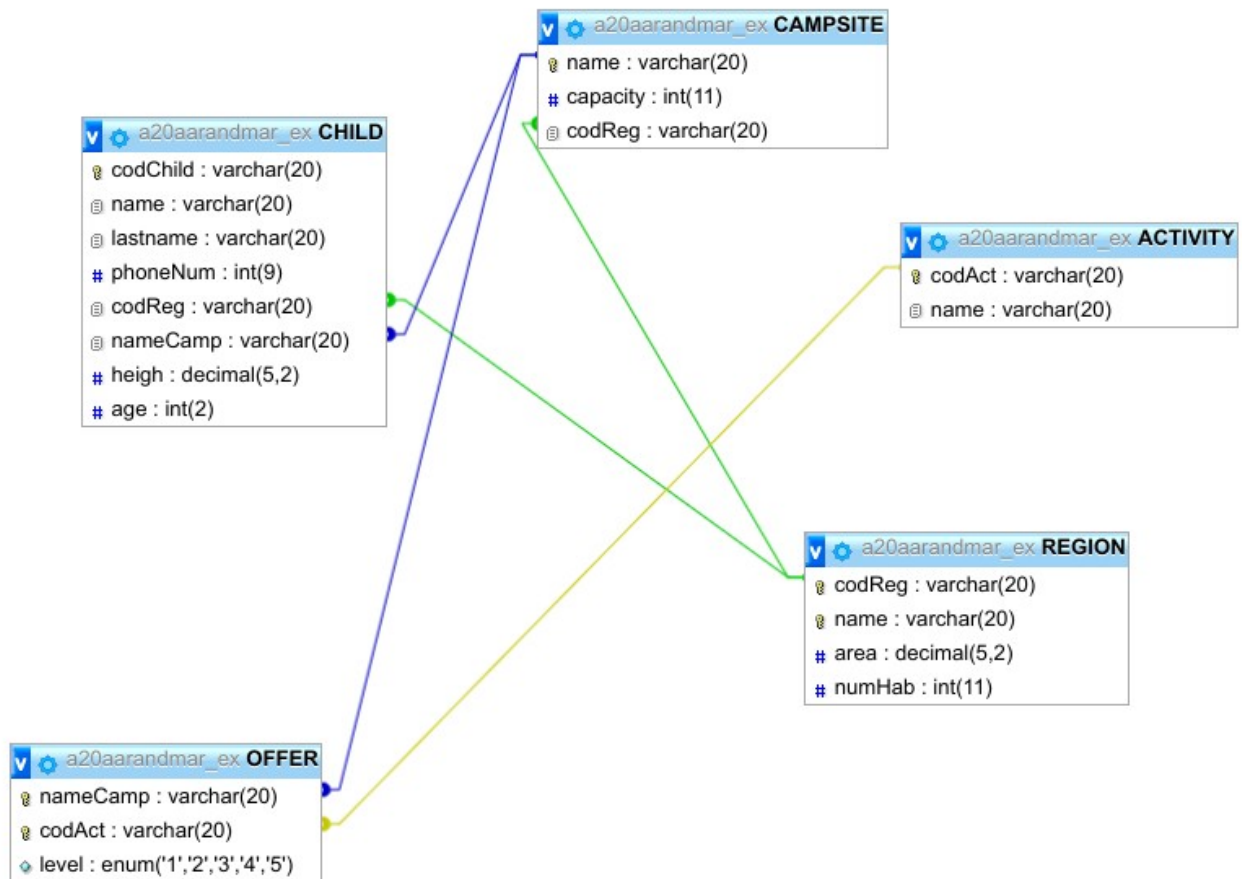 a20aarandmar_ex CAMPSITE
name : varchar(20)
capacity : int(11)
codReg : varchar(20)
a20aarandmar_ex CHILD
codChild : varchar(20)
name : varchar(20)
lastname : varchar(20)
phoneNum : int(9)
codReg : varchar(20)
nameCamp : varchar(20)
heigh : decimal(5,2)
age : int(2)
a20aarandmar_ex ACTIVITY
codAct : varchar(20)
name : varchar(20)
a20aarandmar_ex REGION
codReg : varchar(20)
name : varchar(20)
area : decimal(5,2)
numHab : int(11)
a20aarandmar_ex OFFER
nameCamp : varchar(20)
codAct : varchar(20)
level : enum('1','2','3','4','5')